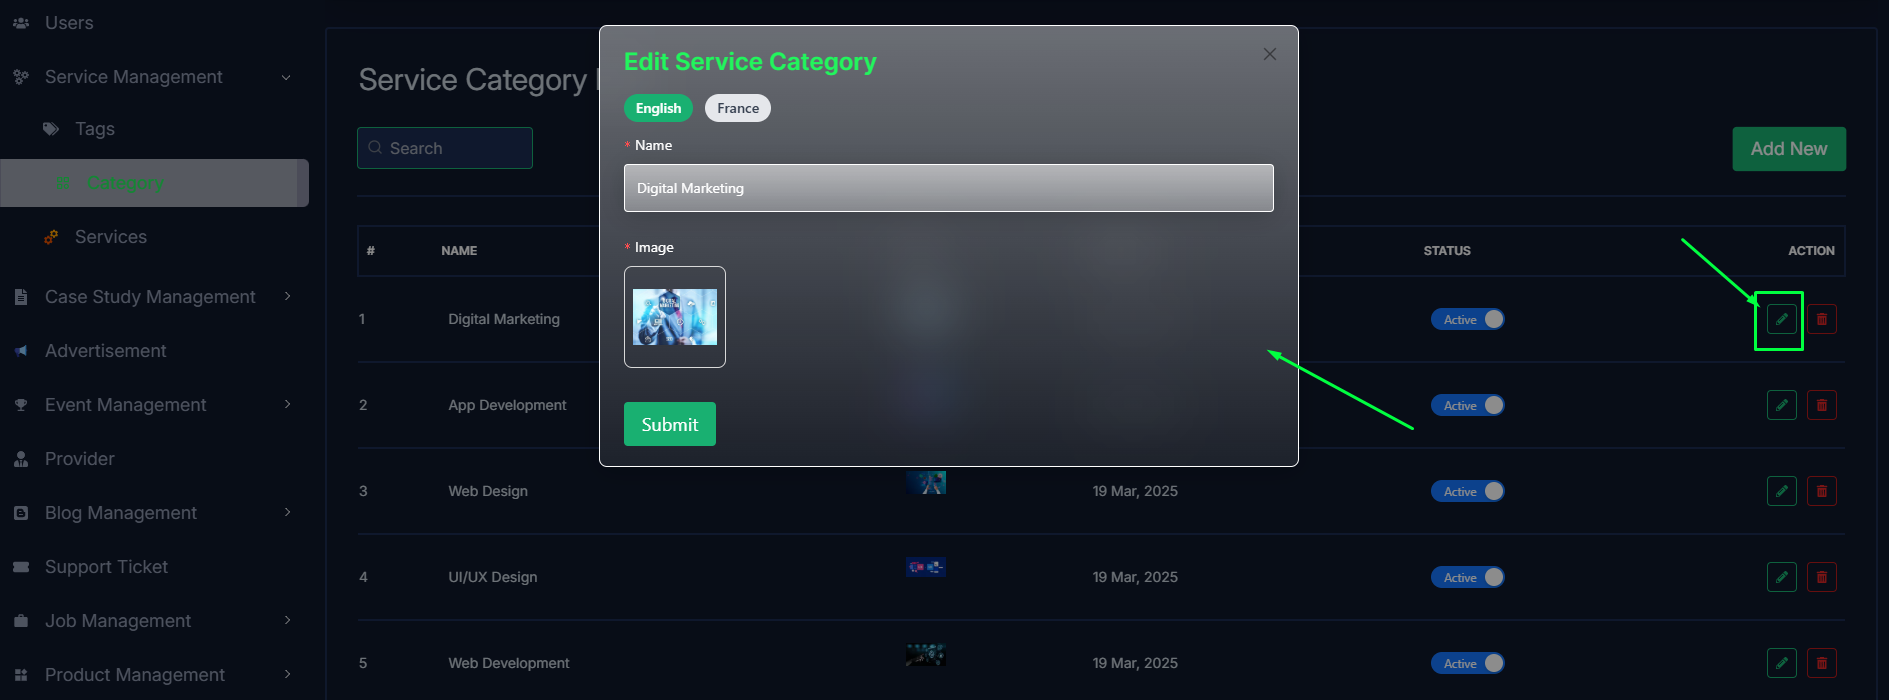 Users
Service Management
Tags
Category
Services
Case Study Management
Advertisement
Event Management
Provider
Blog Management
Support Ticket
Job Management
Product Management
Service Category
Search
Add New
# NAME STATUS ACTION
1 Digital Marketing Active
2 App Development Active
3 Web Design 19 Mar, 2025 Active
4 UI/UX Design 19 Mar, 2025 Active
5 Web Development 19 Mar, 2025 Active
Edit Service Category
English France
* Name
Digital Marketing
* Image
Submit